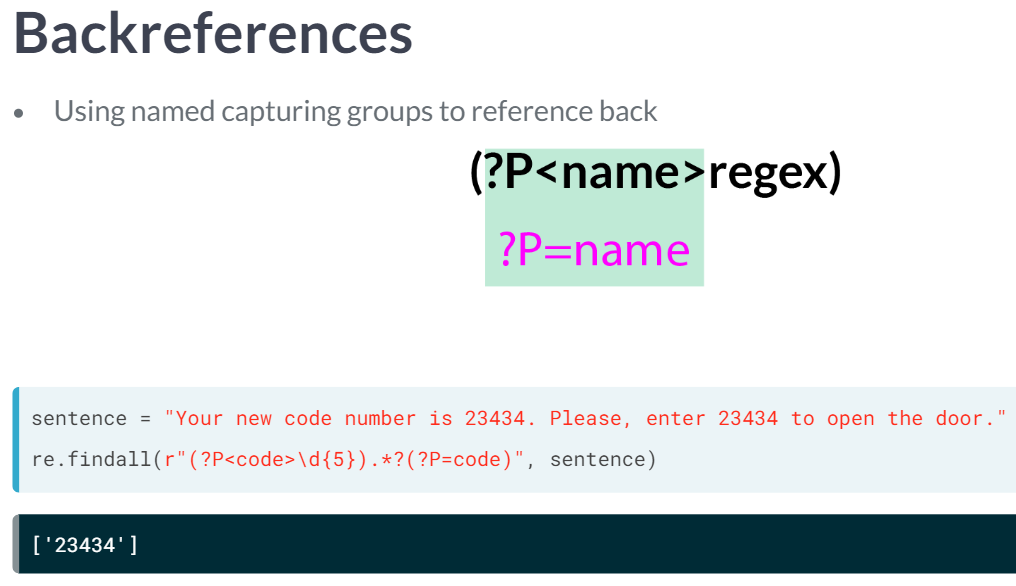 Backreferences
• Using named capturing groups to reference back
(?P<name>regex)
?P=name
sentence = "Your new code number is 23434. Please, enter 23434 to open the door."
re.findall(r"(?P<code>\d{5}).*?(?P=code)", sentence)
['23434']